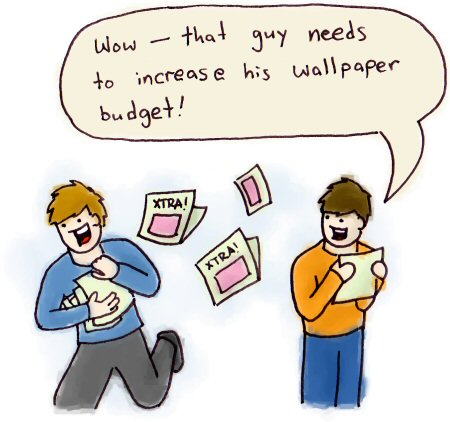 Wow – that guy needs
to increase his wallpaper
budget!
XTRA!
XTRA!